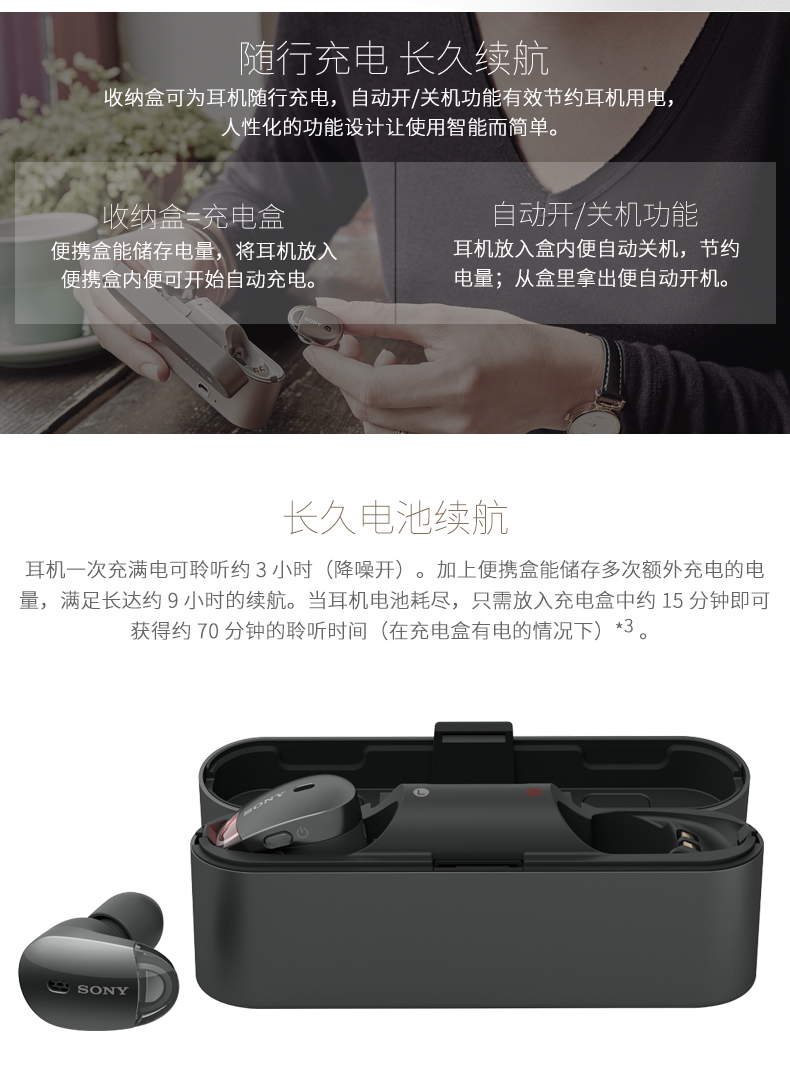 随行充电 长久续航
收纳盒可为耳机随行充电，自动开/关机功能有效节约耳机用电，
人性化的功能设计让使用智能而简单。
收纳盒=充电盒
便携盒能储存电量，将耳机放入
便携盒内便可开始自动充电。
自动开/关机功能
耳机放入盒内便自动关机，节约
电量；从盒里拿出便自动开机。
SONY
长久电池续航
耳机一次充满电可聆听约 3 小时（降噪开）。加上便携盒能储存多次额外充电的电
量，满足长达约 9 小时的续航。当耳机电池耗尽，只需放入充电盒中约 15 分钟即可
获得约 70 分钟的聆听时间（在充电盒有电的情况下）*3 。
SONY
L
SONY